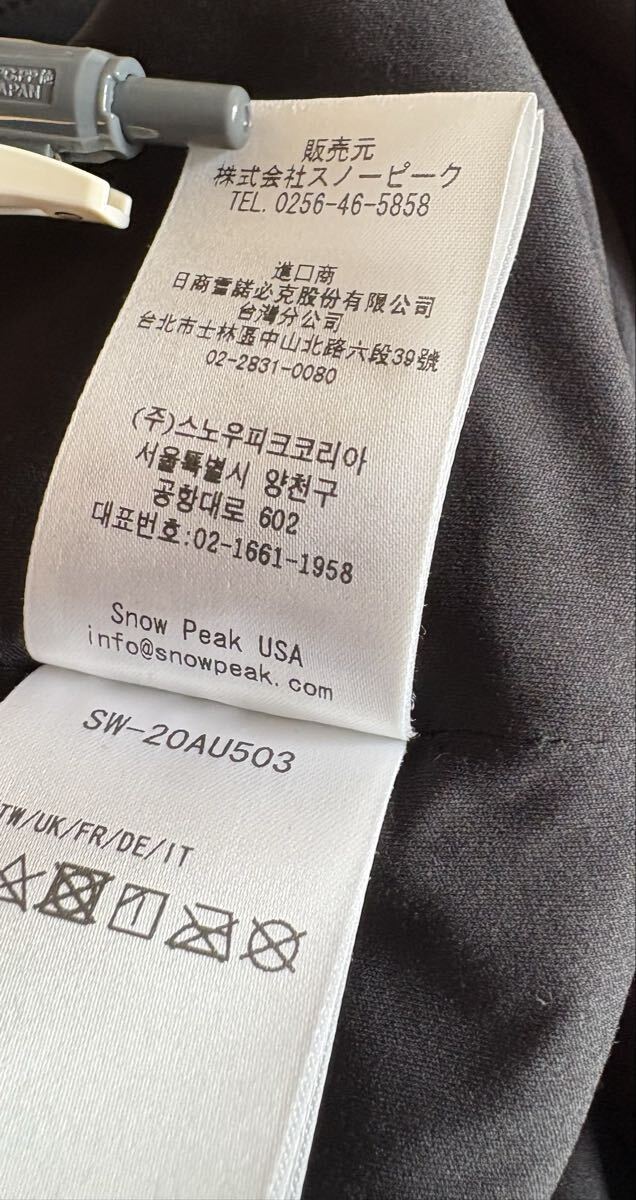 APAN
販売元
株式会社スノーピーク
TEL. 0256-46-5858
進口商
日商雪諾必克股份有限公司
台灣分公司
台北市士林區中山北路六段39號
02-2831-0080
(주)스노우피크코리아
서울특별시 양천구
공항대로 602
대표번호:02-1661-1958
Snow Peak USA
info@snowpeak.com
SW-20AU503
TW/UK/FR/DE/IT